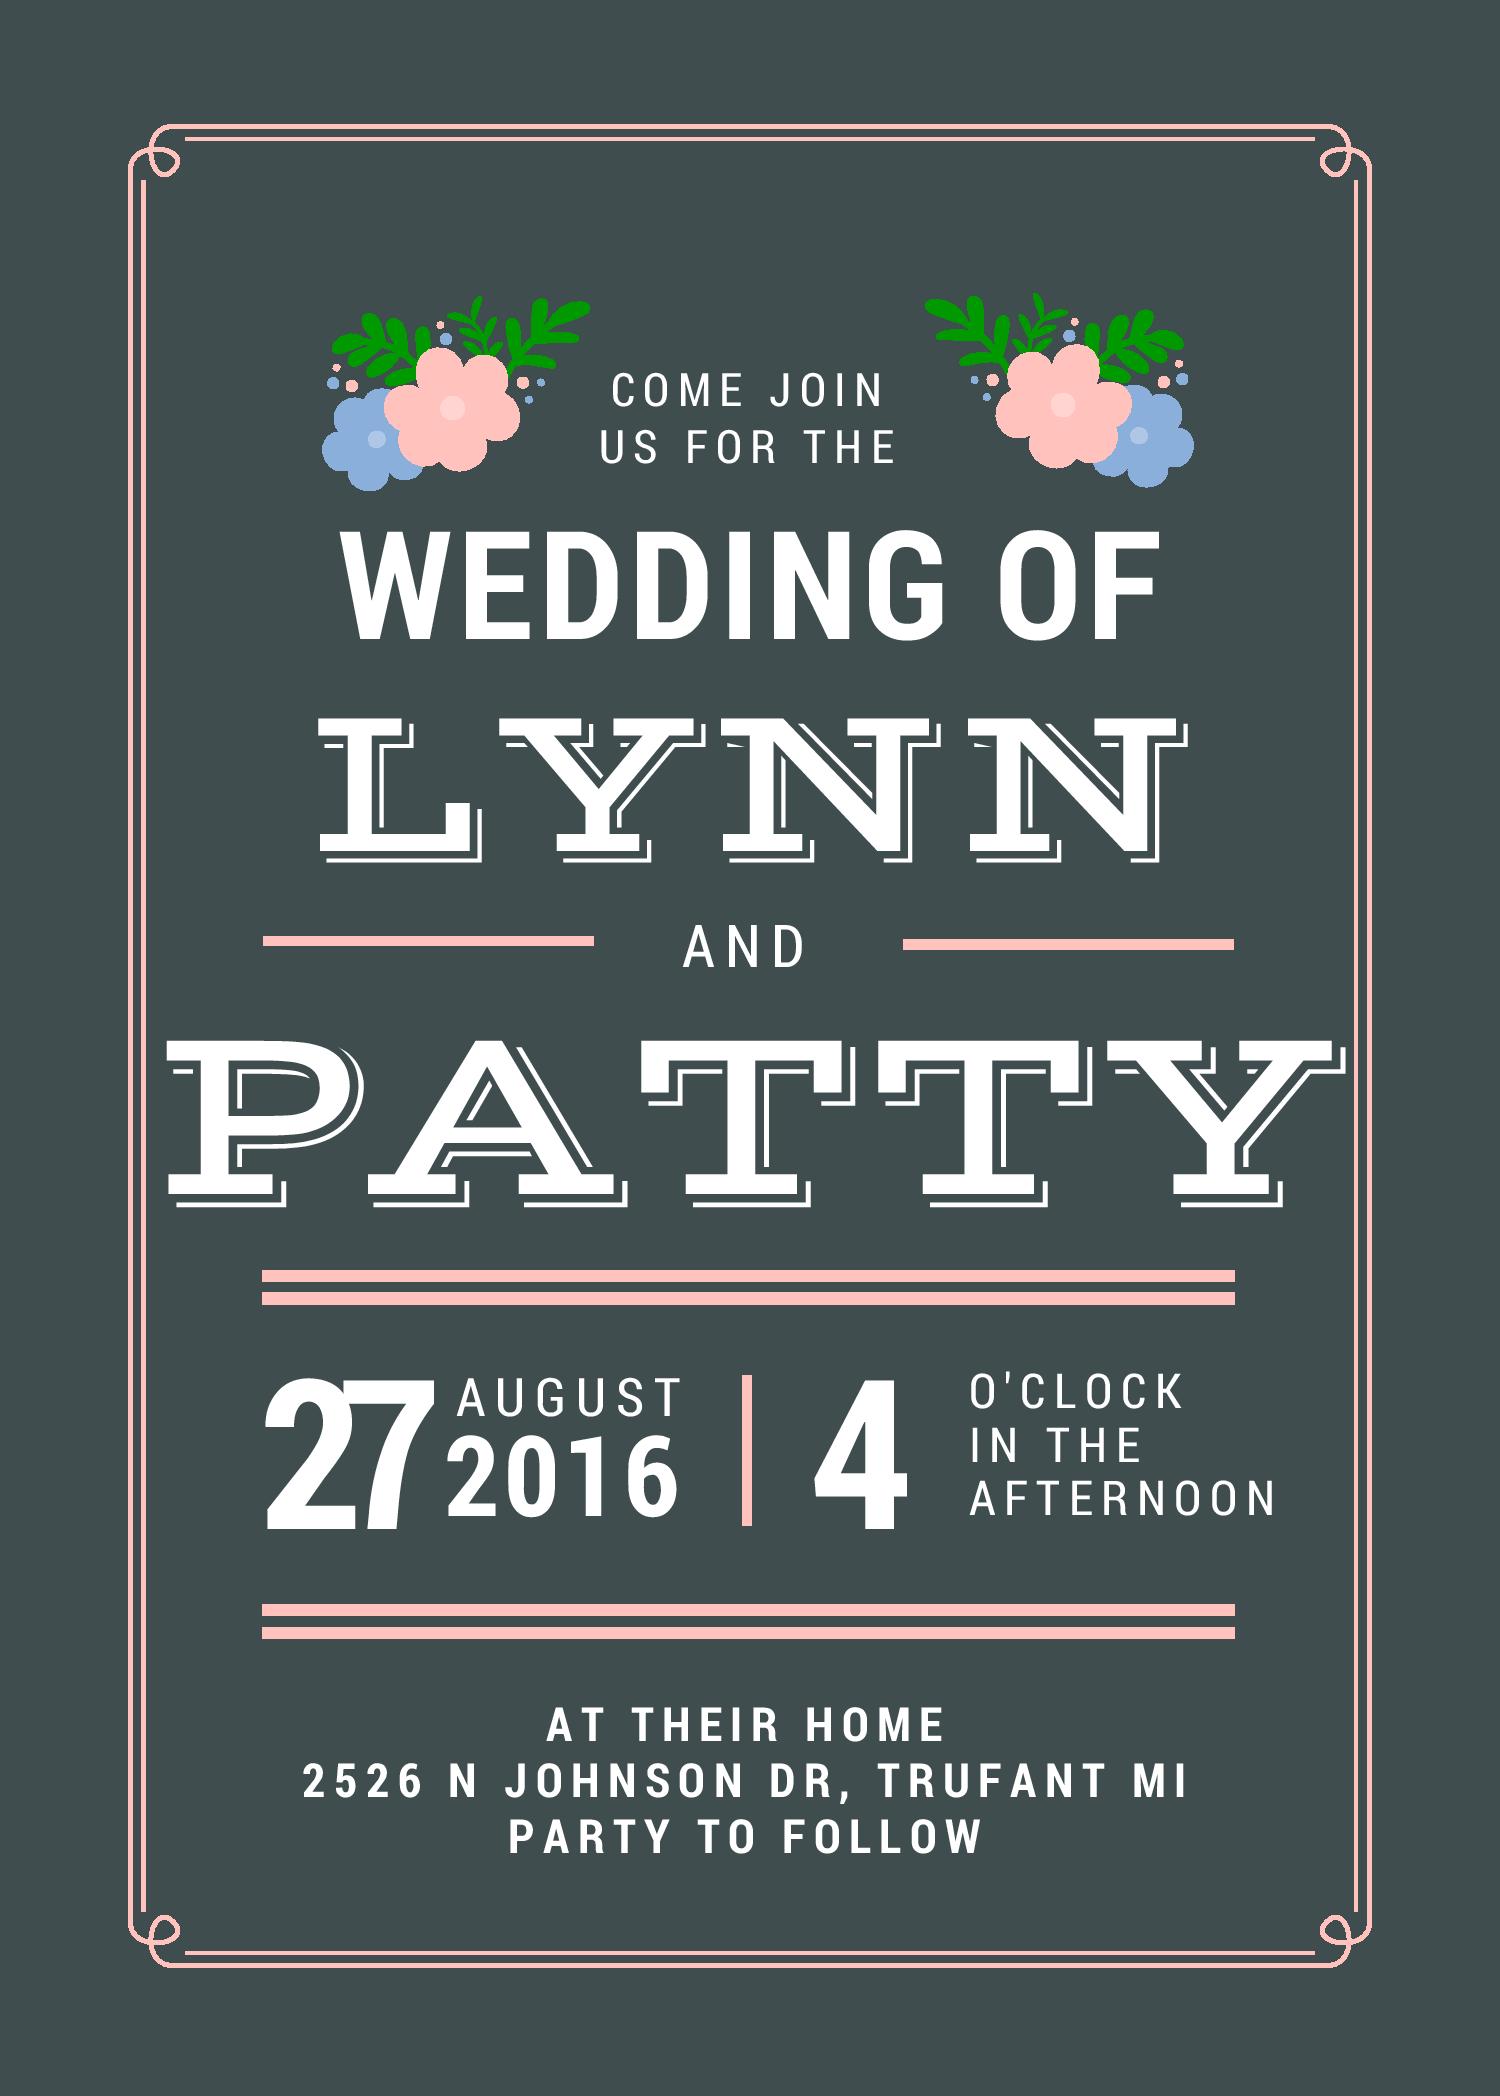 COME JOIN
US FOR THE
WEDDING OF
LYNN
AND
PATTY
27 AUGUST
2016
4 O'CLOCK
IN THE
AFTERNOON
AT THEIR HOME
2526 N JOHNSON DR, TRUFANT MI
PARTY TO FOLLOW